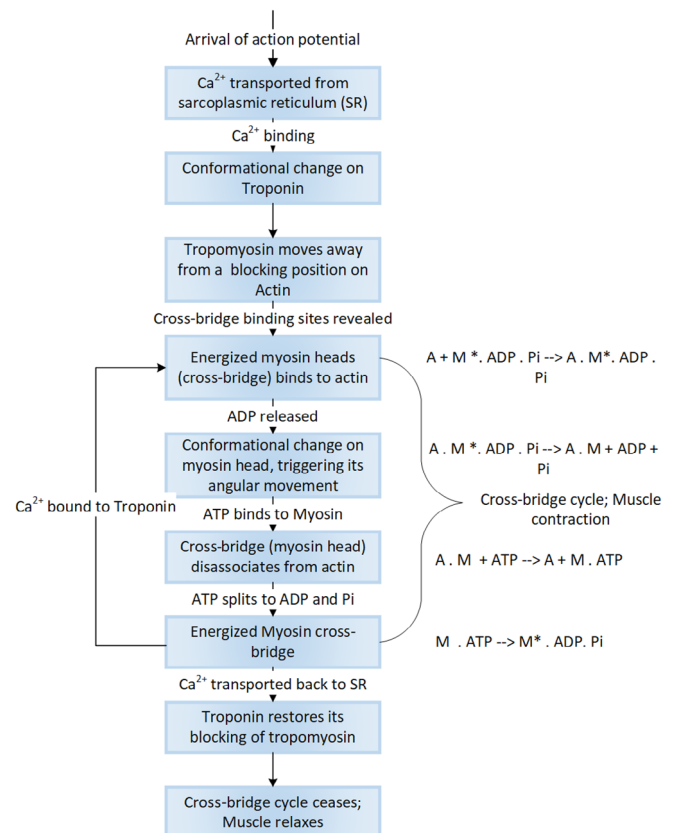 Arrival of action potential
Ca2+ transported from
sarcoplasmic reticulum (SR)
Ca2+ binding
Conformational change on
Troponin
Tropomyosin moves away
from a blocking position on
Actin
Cross-bridge binding sites revealed
Energized myosin heads
(cross-bridge) binds to actin
A + M *. ADP . Pi --> A . M*. ADP .
Pi
ADP released
Conformational change on
myosin head, triggering its
angular movement
A . M *. ADP . Pi --> A . M + ADP +
Pi
Ca2+ bound to Troponin
ATP binds to Myosin
Cross-bridge cycle; Muscle
contraction
Cross-bridge (myosin head)
disassociates from actin
A . M + ATP --> A + M . ATP
ATP splits to ADP and Pi
Energized Myosin cross-
bridge
M . ATP --> M* . ADP. Pi
Ca2+ transported back to SR
Troponin restores its
blocking of tropomyosin
Cross-bridge cycle ceases;
Muscle relaxes